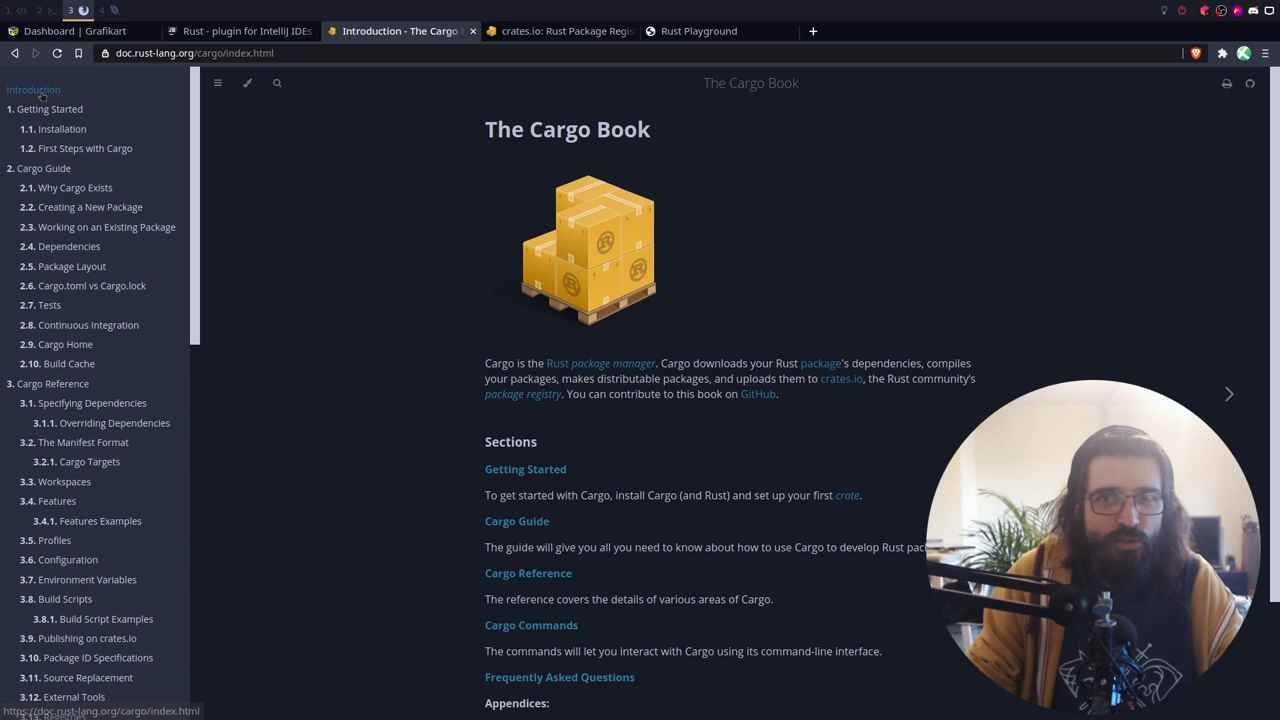 1
2
3
4
Dashboard | Grafikart
Rust - plugin for IntelliJ IDEs
Introduction - The Cargo
crates.io: Rust Package Regis
Rust Playground
doc.rust-lang.org/cargo/index.html
Introduction
1. Getting Started
1.1. Installation
1.2. First Steps with Cargo
2. Cargo Guide
2.1. Why Cargo Exists
2.2. Creating a New Package
2.3. Working on an Existing Package
2.4. Dependencies
2.5. Package Layout
2.6. Cargo.toml vs Cargo.lock
2.7. Tests
2.8. Continuous Integration
2.9. Cargo Home
2.10. Build Cache
3. Cargo Reference
3.1. Specifying Dependencies
3.1.1. Overriding Dependencies
3.2. The Manifest Format
3.2.1. Cargo Targets
3.3. Workspaces
3.4. Features
3.4.1. Features Examples
3.5. Profiles
3.6. Configuration
3.7. Environment Variables
3.8. Build Scripts
3.8.1. Build Script Examples
3.9. Publishing on crates.io
3.10. Package ID Specifications
3.11. Source Replacement
3.12. External Tools
https://doc.rust-lang.org/cargo/index.html
The Cargo Book
The Cargo Book
Cargo is the Rust package manager. Cargo downloads your Rust package's dependencies, compiles
your packages, makes distributable packages, and uploads them to crates.io, the Rust community's
package registry. You can contribute to this book on GitHub.
Sections
Getting Started
To get started with Cargo, install Cargo (and Rust) and set up your first crate.
Cargo Guide
The guide will give you all you need to know about how to use Cargo to develop Rust pac
Cargo Reference
The reference covers the details of various areas of Cargo.
Cargo Commands
The commands will let you interact with Cargo using its command-line interface.
Frequently Asked Questions
Appendices: